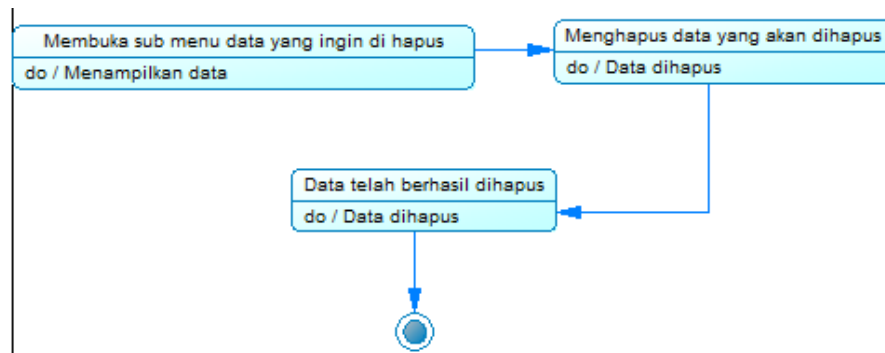 Membuka sub menu data yang ingin di hapus
do / Menampilkan data
Menghapus data yang akan dihapus
do / Data dihapus
Data telah berhasil dihapus
do / Data dihapus